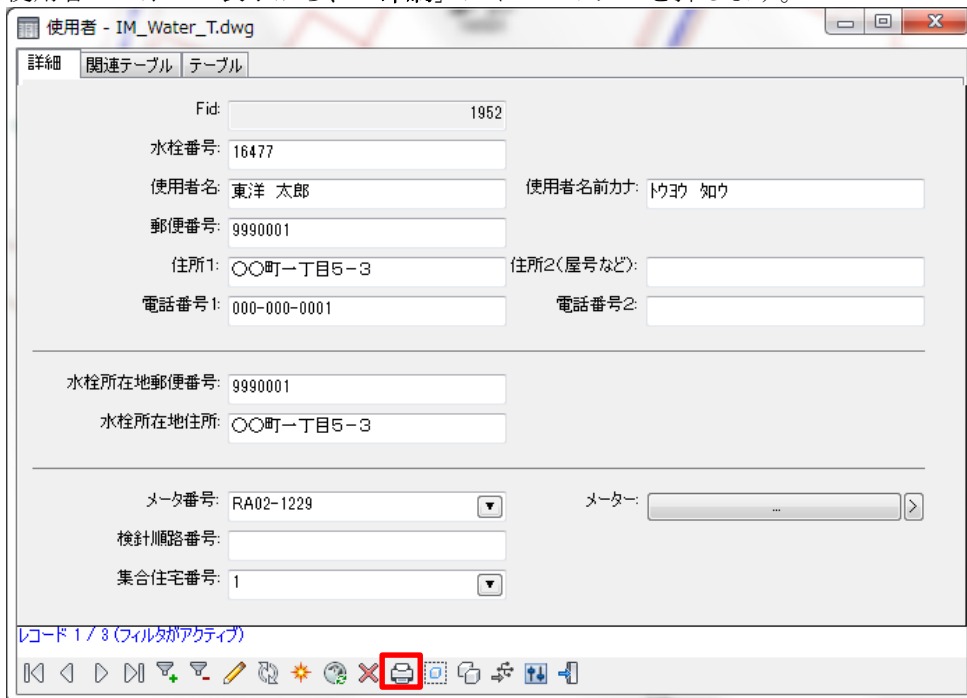 使用者 - IM_Water_T.dwg
詳細 関連テーブル テーブル
Fid: 1952
水栓番号: 16477
使用者名: 東洋 太郎 使用者名前カナ: ﾄｳﾖｳ ﾀﾛｳ
郵便番号: 9990001
住所1: 〇〇町一丁目5-3 住所2(屋号など):
電話番号1: 000-000-0001 電話番号2:
水栓所在地郵便番号: 9990001
水栓所在地住所: 〇〇町一丁目5-3
メータ番号: RA02-1229 メーター: ...
検針順路番号:
集合住宅番号: 1
レコード 1 / 3 (フィルタがアクティブ)